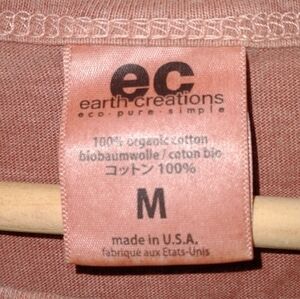 ec
earth creations
eco·pure·simple
100% organic cotton
biobaumwolle / coton bio
コットン 100%
M
made in U.S.A.
fabriqué aux États-Unis